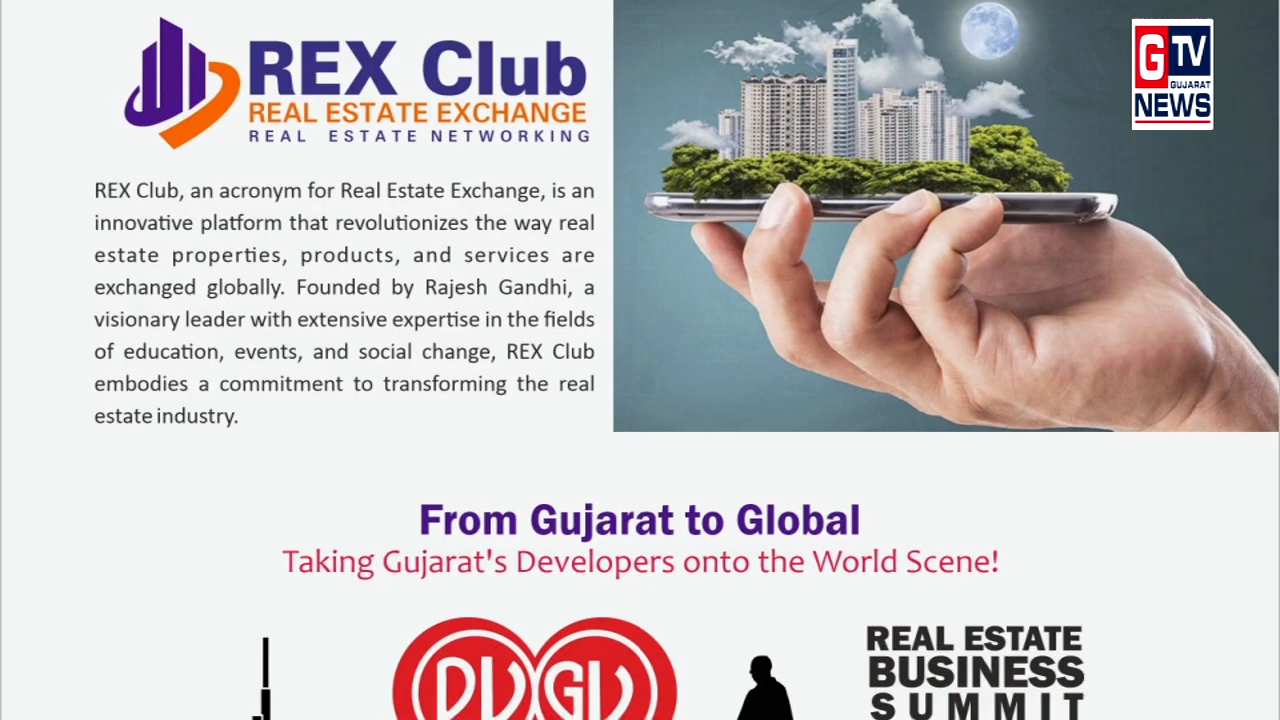 REX Club
REAL ESTATE EXCHANGE
REAL ESTATE NETWORKING
G TV
GUJARAT
NEWS
REX Club, an acronym for Real Estate Exchange, is an
innovative platform that revolutionizes the way real
estate properties, products, and services are
exchanged globally. Founded by Rajesh Gandhi, a
visionary leader with extensive expertise in the fields
of education, events, and social change, REX Club
embodies a commitment to transforming the real
estate industry.
From Gujarat to Global
Taking Gujarat's Developers onto the World Scene!
REAL ESTATE
BUSINESS
SUMMIT